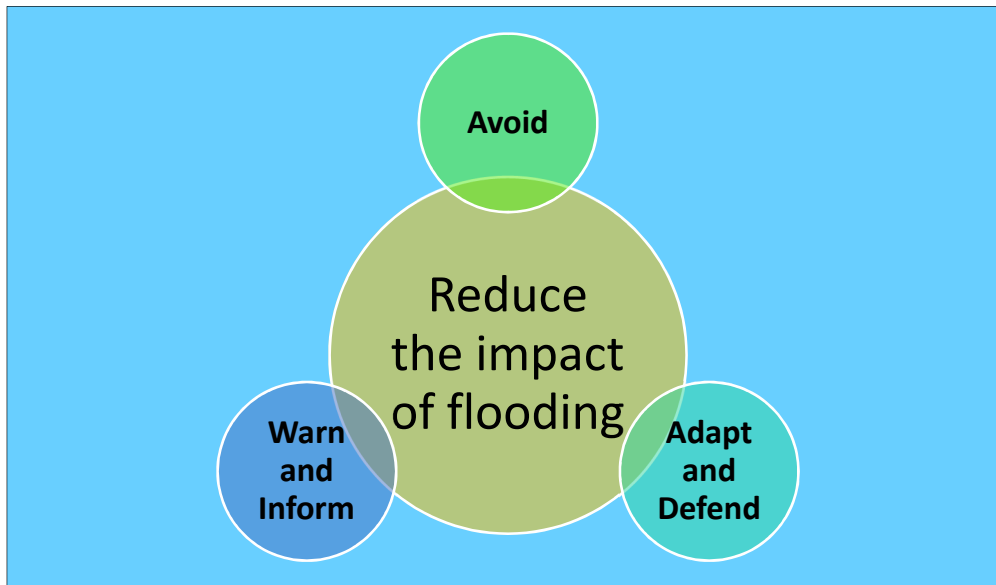 Avoid
Reduce
the impact
of flooding
Warn
and
Inform
Adapt
and
Defend